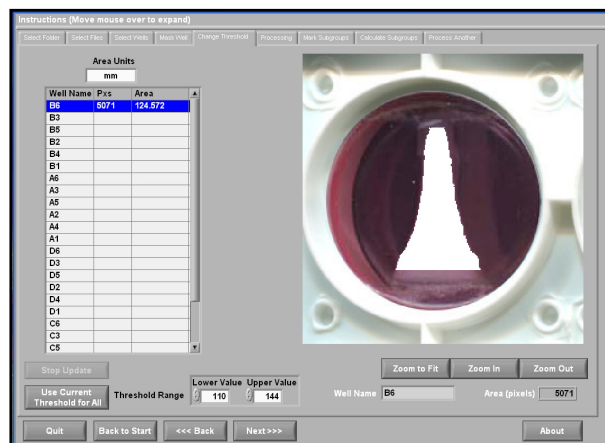 Instructions (Move mouse over to expand)
Select Folder Select Files Select Wells Mask Well Change Threshold Processing Mark Subgroups Calculate Subgroups Process Another
Area Units
mm
Well Name Pxs Area
B6 5071 124.572
B3
B5
B2
B4
B1
A6
A3
A5
A2
A4
A1
D6
D3
D5
D2
D4
D1
C6
C3
C5
Stop Update
Zoom to Fit Zoom In Zoom Out
Use Current
Threshold for All
Threshold Range
Lower Value Upper Value
110 144
Well Name B6 Area (pixels) 5071
Quit Back to Start <<< Back Next >>> About